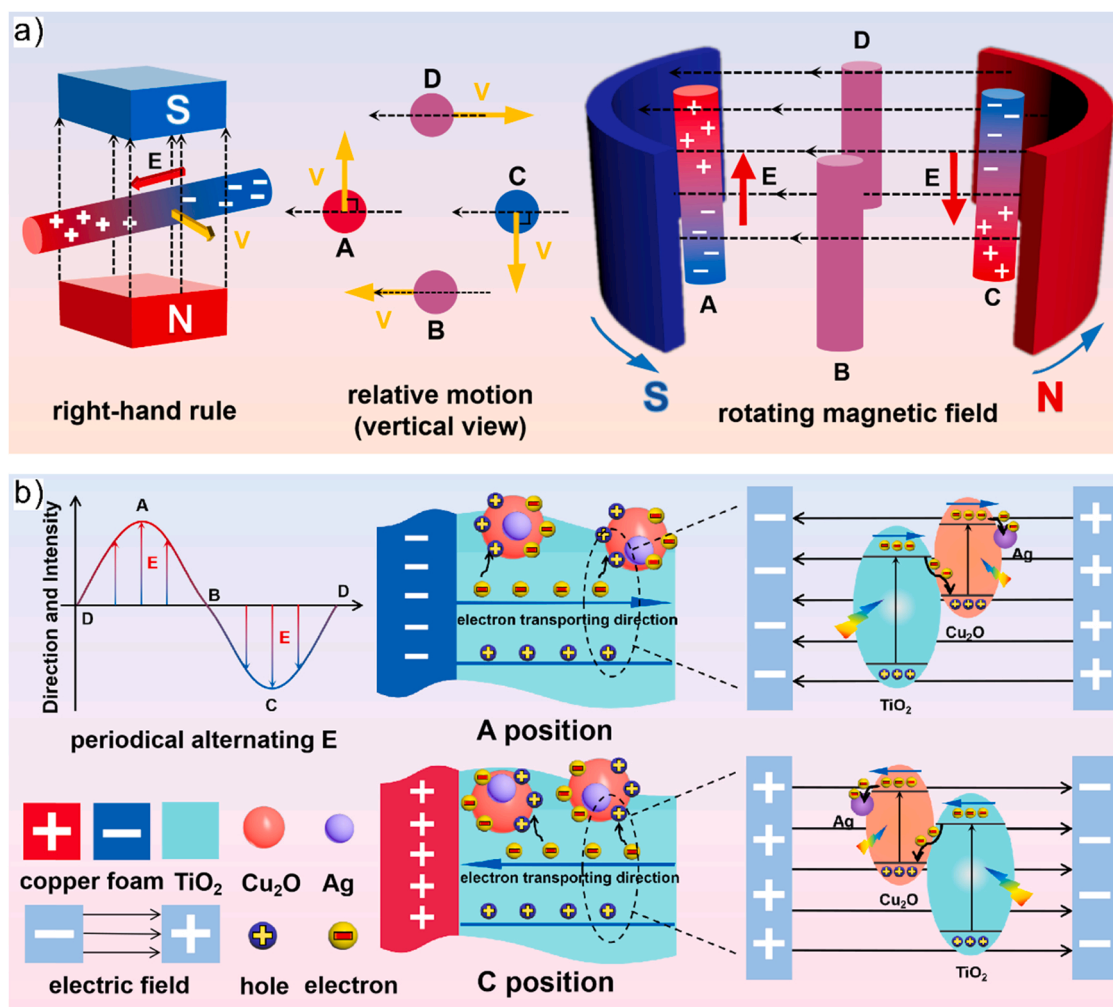 a)
S
E
V
N
right-hand rule
D
V
V
C
A
V
B
V
relative motion
(vertical view)
D
E
E
A
C
B
S
N
rotating magnetic field
b)
Direction and Intensity
A
E
D
B
D
E
C
periodical alternating E
electron transporting direction
A position
Ag
Cu₂O
TiO₂
copper foam
TiO₂
Cu₂O
Ag
electric field
hole
electron
electron transporting direction
C position
Ag
Cu₂O
TiO₂